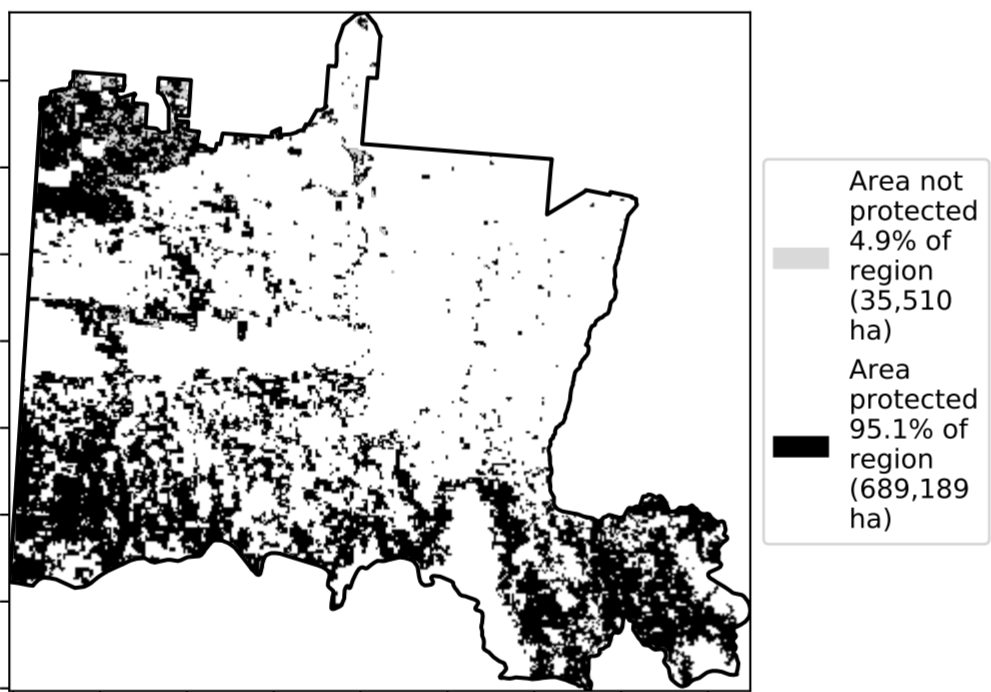 Area not
protected
4.9% of
region
(35,510
ha)
Area
protected
95.1% of
region
(689,189
ha)